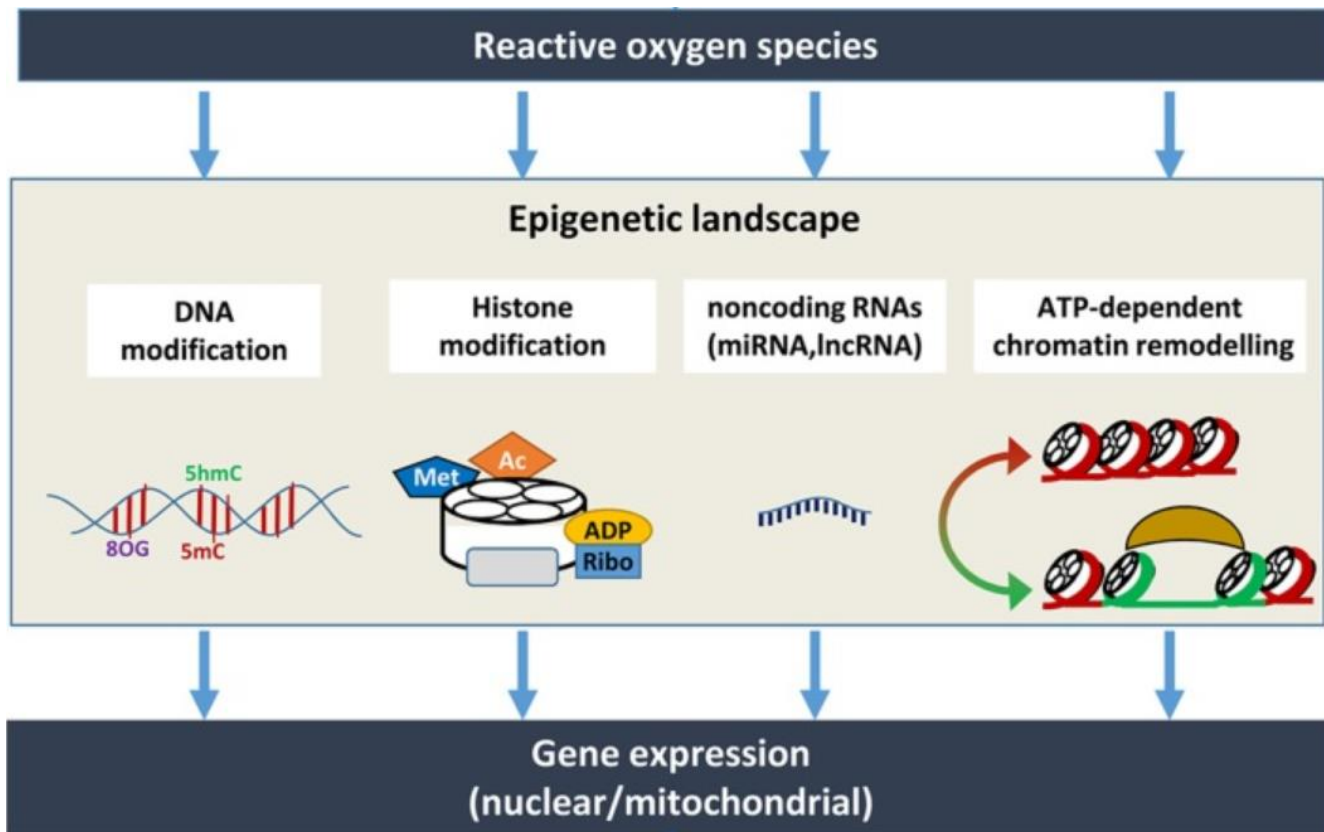 Reactive oxygen species
Epigenetic landscape
DNA
modification
Histone
modification
noncoding RNAs
(miRNA,lncRNA)
ATP-dependent
chromatin remodelling
5hmC
8OG
5mC
Met
Ac
ADP
Ribo
Gene expression
(nuclear/mitochondrial)